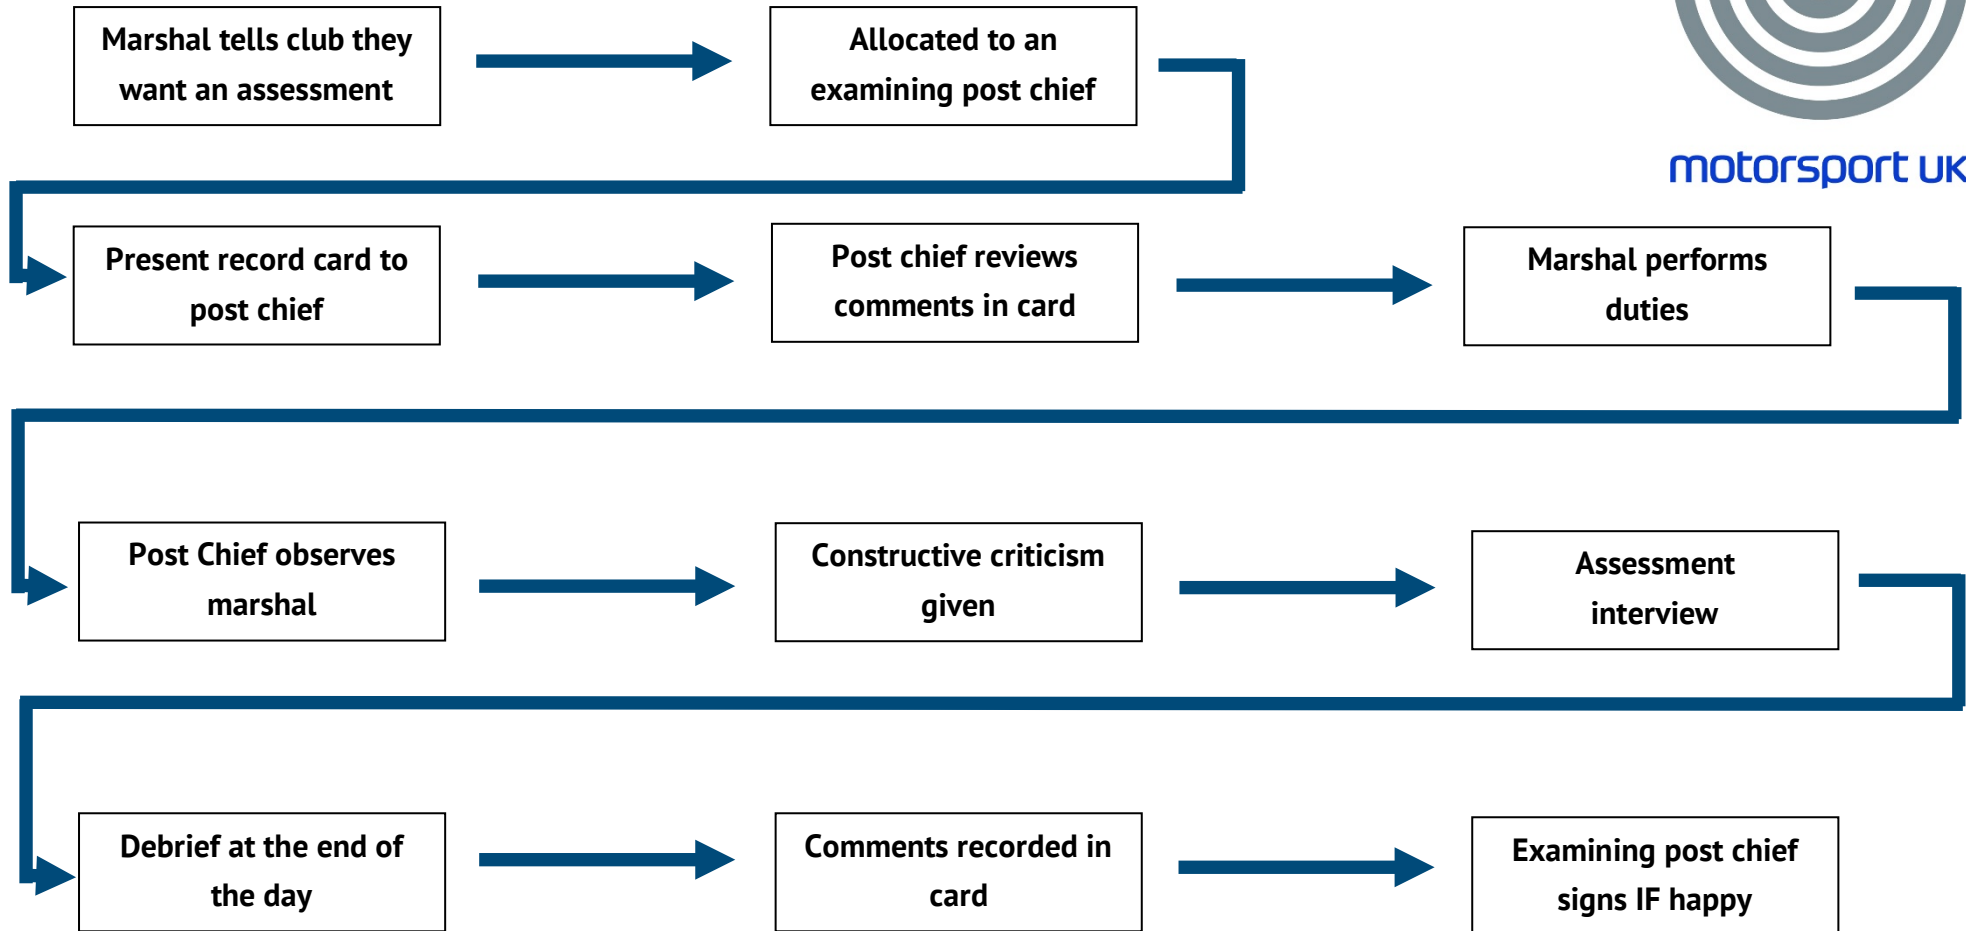 Marshal tells club they
want an assessment
Allocated to an
examining post chief
motorsport UK
Present record card to
post chief
Post chief reviews
comments in card
Marshal performs
duties
Post Chief observes
marshal
Constructive criticism
given
Assessment
interview
Debrief at the end of
the day
Comments recorded in
card
Examining post chief
signs IF happy